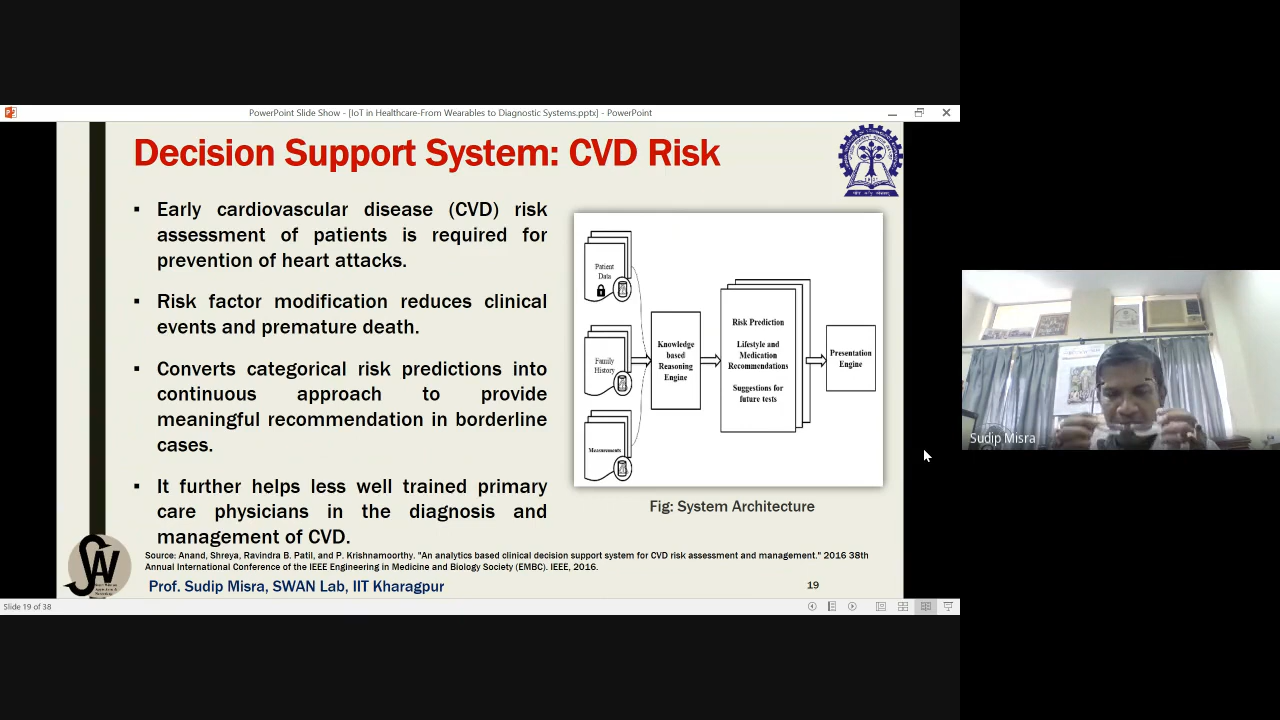 PowerPoint Slide Show - [IoT in Healthcare-From Wearables to Diagnostic Systems.pptx] - PowerPoint
Decision Support System: CVD Risk
▪ Early cardiovascular disease (CVD) risk
assessment of patients is required for
prevention of heart attacks.
▪ Risk factor modification reduces clinical
events and premature death.
▪ Converts categorical risk predictions into
continuous approach to provide
meaningful recommendation in borderline
cases.
▪ It further helps less well trained primary
care physicians in the diagnosis and
management of CVD.
Patient
Data
Family
History
Measurements
Knowledge
based
Reasoning
Engine
Risk Prediction
Lifestyle and
Medication
Recommendations
Suggestions for
future tests
Presentation
Engine
Fig: System Architecture
Source: Anand, Shreya, Ravindra B. Patil, and P. Krishnamoorthy. "An analytics based clinical decision support system for CVD risk assessment and management." 2016 38th
Annual International Conference of the IEEE Engineering in Medicine and Biology Society (EMBC). IEEE, 2016.
Prof. Sudip Misra, SWAN Lab, IIT Kharagpur
19
Slide 19 of 38
Sudip Misra